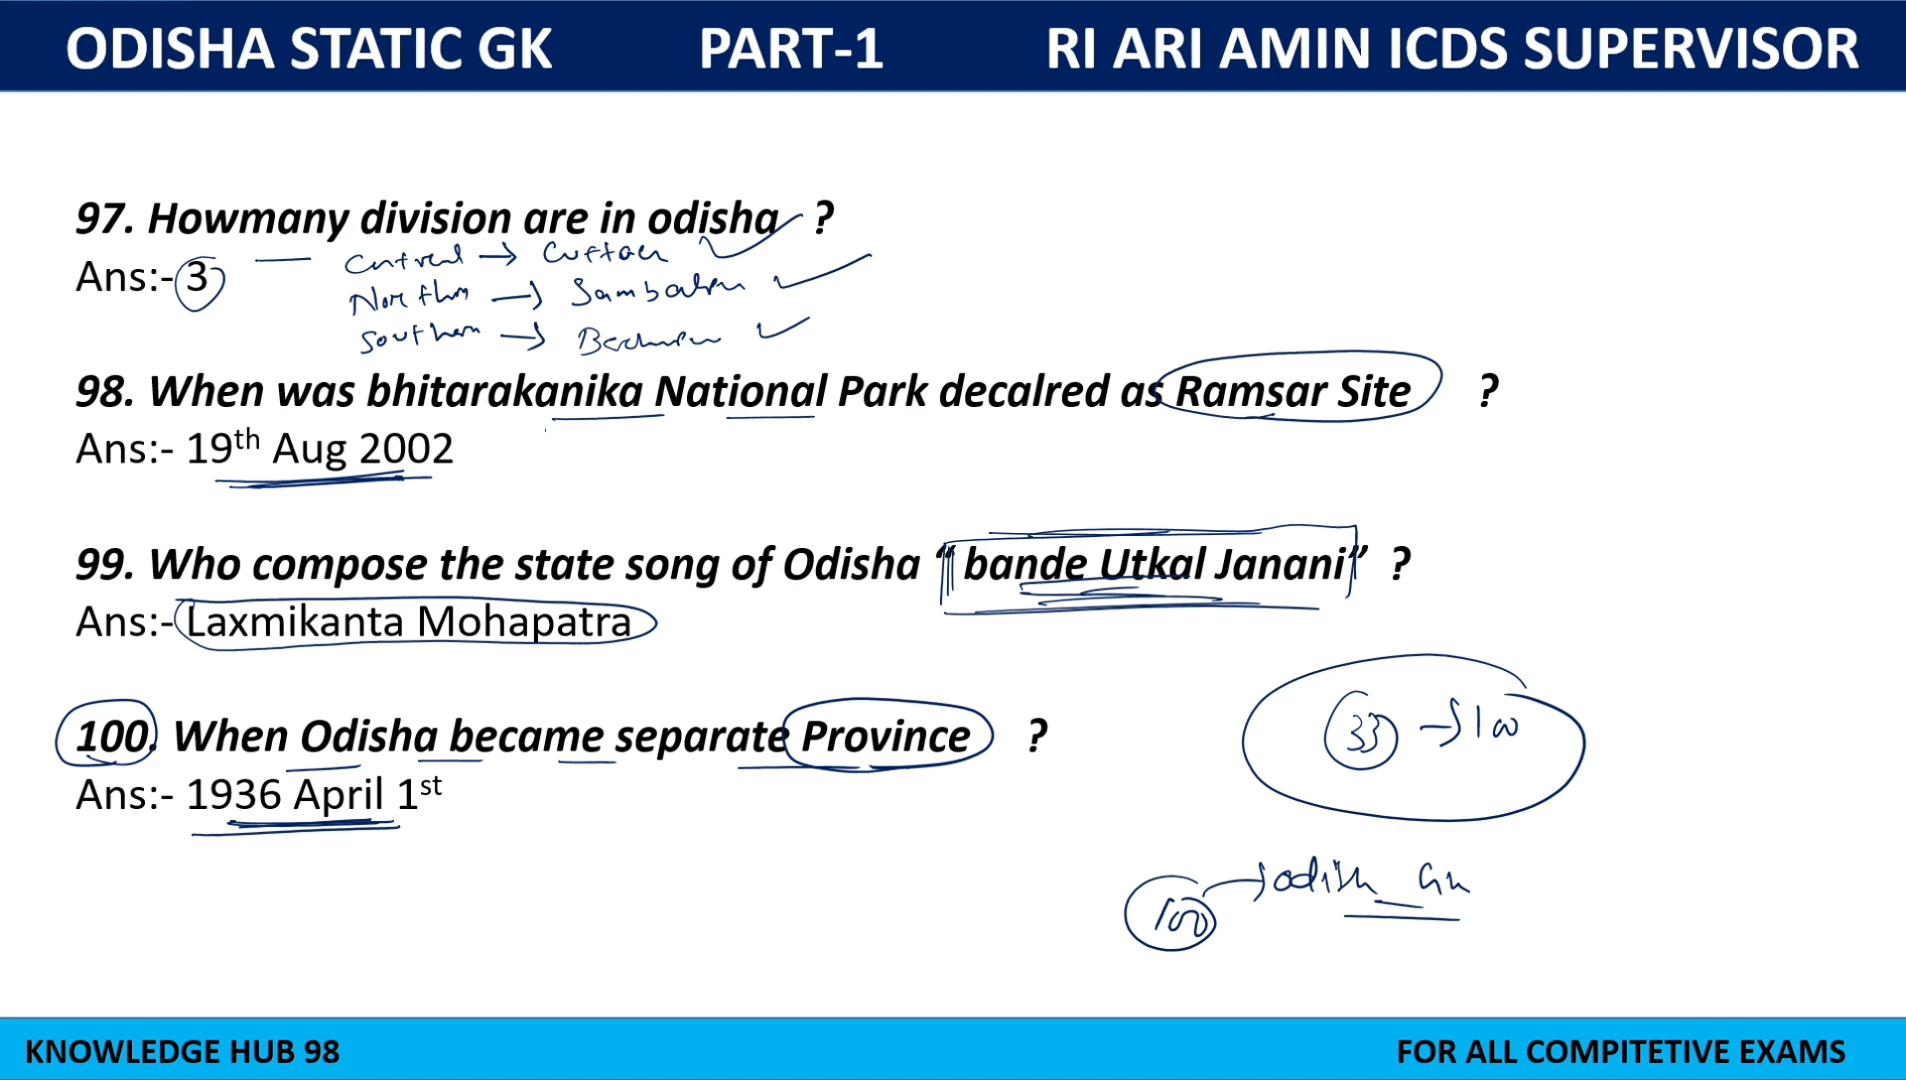 ODISHA STATIC GK PART-1 RI ARI AMIN ICDS SUPERVISOR
97. Howmany division are in odisha ?
Central → Cuttack
Ans:- 3
Northern → Sambalpur
Southern → Berhampur
98. When was bhitarakanika National Park decalred as Ramsar Site ?
Ans:- 19th Aug 2002
99. Who compose the state song of Odisha “ bande Utkal Janani” ?
Ans:- Laxmikanta Mohapatra
33 → 100
100. When Odisha became separate Province ?
Ans:- 1936 April 1st
100 → odisha GK
KNOWLEDGE HUB 98 FOR ALL COMPITETIVE EXAMS